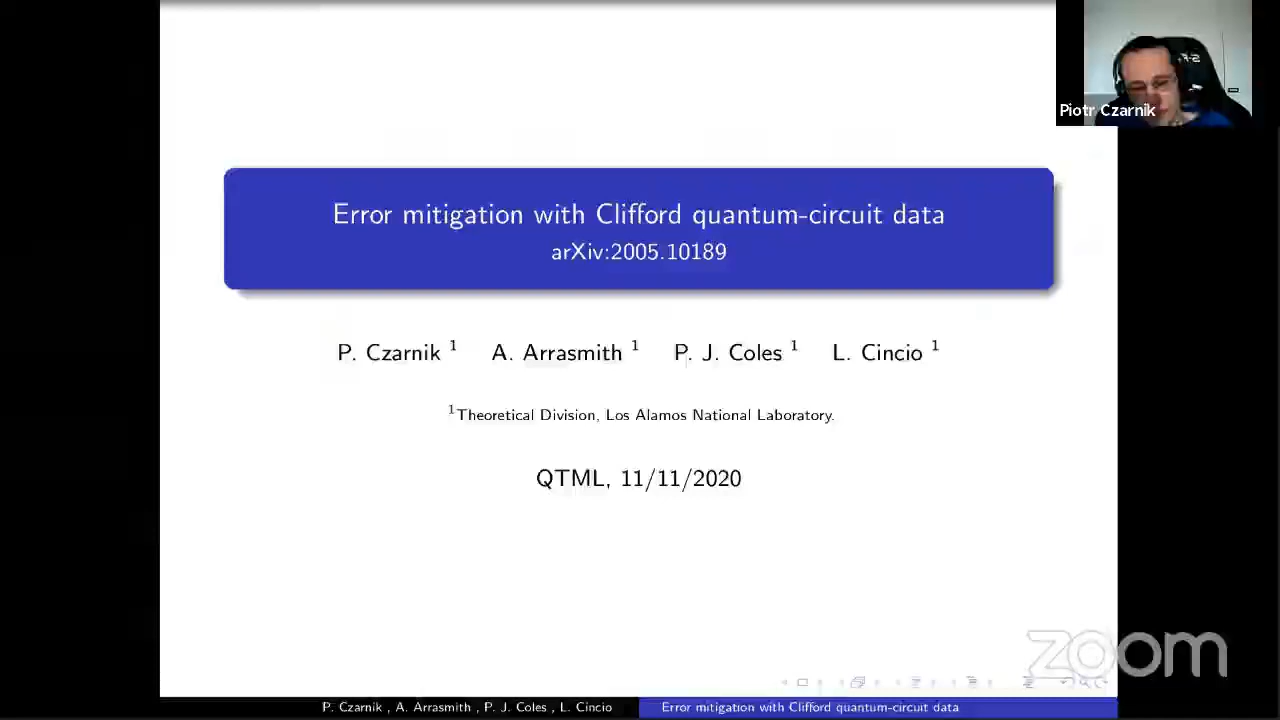 Piotr Czarnik
Error mitigation with Clifford quantum-circuit data
arXiv:2005.10189
P. Czarnik ¹ A. Arrasmith ¹ P. J. Coles ¹ L. Cincio ¹
¹Theoretical Division, Los Alamos National Laboratory.
QTML, 11/11/2020
zoom
P. Czarnik , A. Arrasmith , P. J. Coles , L. Cincio Error mitigation with Clifford quantum-circuit data